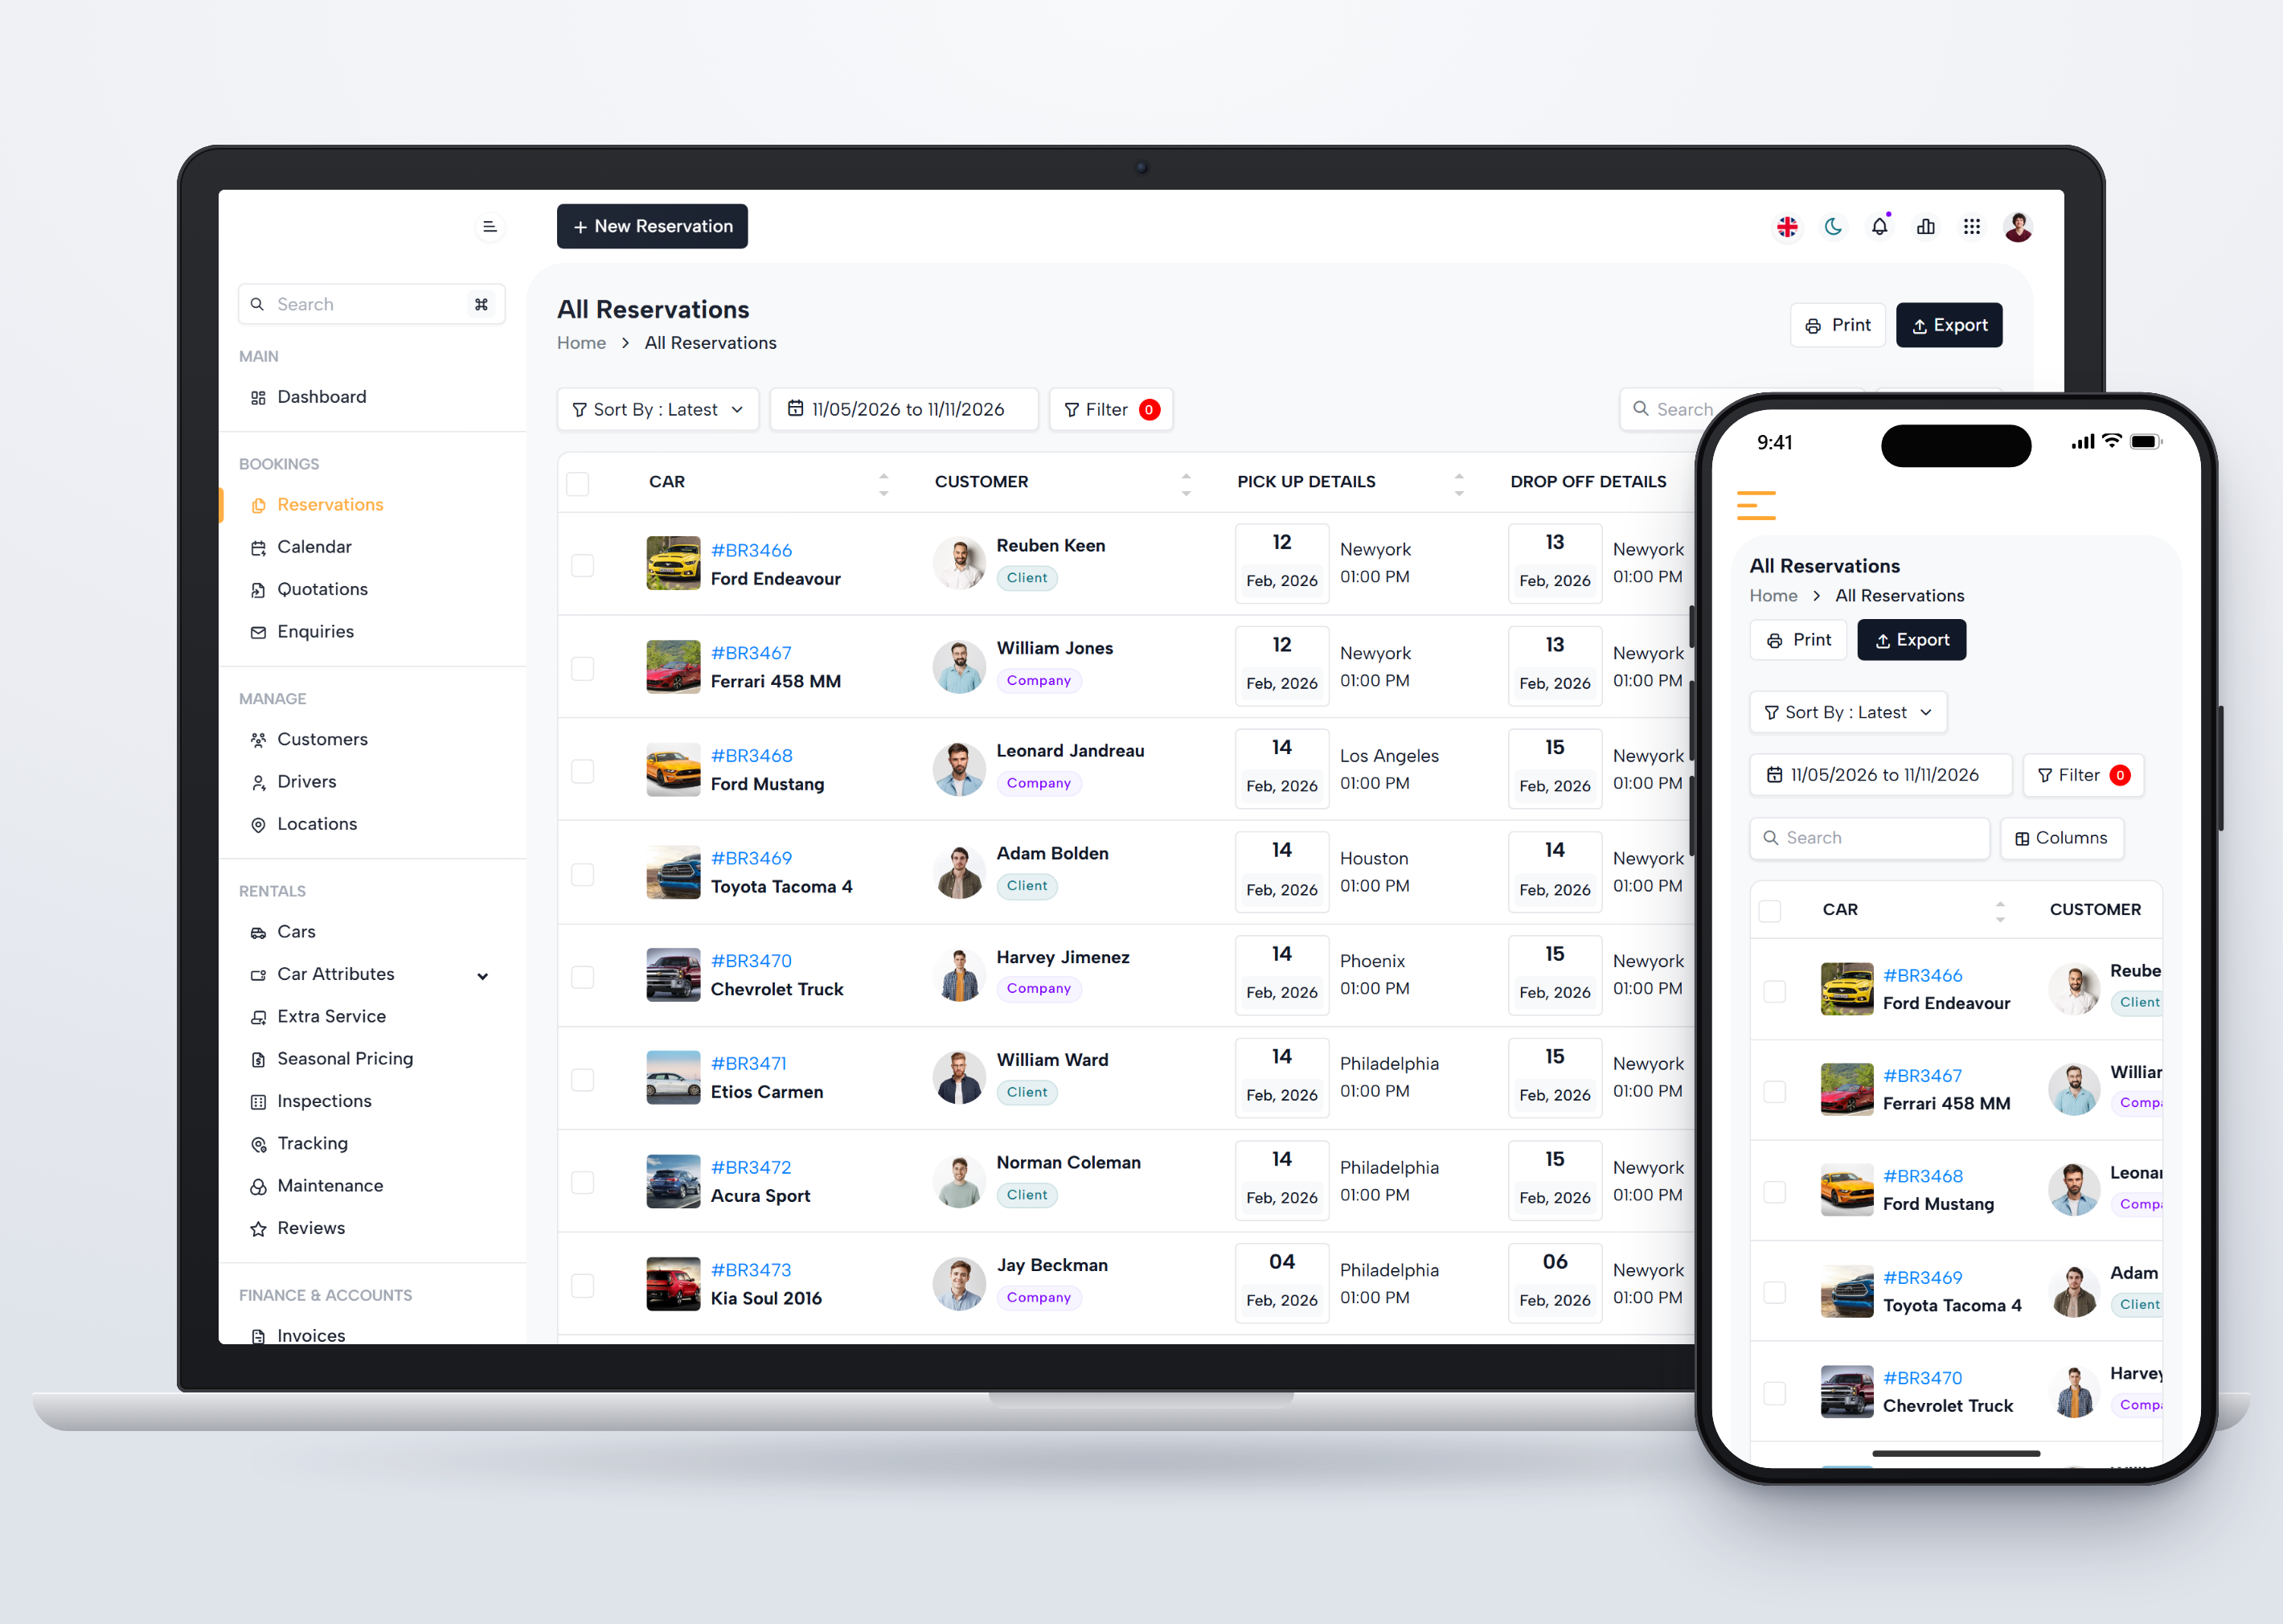 + New Reservation
Search ⌘
MAIN
Dashboard
BOOKINGS
Reservations
Calendar
Quotations
Enquiries
MANAGE
Customers
Drivers
Locations
RENTALS
Cars
Car Attributes
Extra Service
Seasonal Pricing
Inspections
Tracking
Maintenance
Reviews
FINANCE & ACCOUNTS
Invoices
All Reservations
Home > All Reservations
Print
Export
Sort By : Latest
11/05/2026 to 11/11/2026
Filter 0
Search
CAR CUSTOMER PICK UP DETAILS DROP OFF DETAILS
#BR3466
Ford Endeavour
Reuben Keen
Client
12
Feb, 2026
Newyork
01:00 PM
13
Feb, 2026
Newyork
01:00 PM
#BR3467
Ferrari 458 MM
William Jones
Company
12
Feb, 2026
Newyork
01:00 PM
13
Feb, 2026
Newyork
01:00 PM
#BR3468
Ford Mustang
Leonard Jandreau
Company
14
Feb, 2026
Los Angeles
01:00 PM
15
Feb, 2026
Newyork
01:00 PM
#BR3469
Toyota Tacoma 4
Adam Bolden
Client
14
Feb, 2026
Houston
01:00 PM
14
Feb, 2026
Newyork
01:00 PM
#BR3470
Chevrolet Truck
Harvey Jimenez
Company
14
Feb, 2026
Phoenix
01:00 PM
15
Feb, 2026
Newyork
01:00 PM
#BR3471
Etios Carmen
William Ward
Client
14
Feb, 2026
Philadelphia
01:00 PM
15
Feb, 2026
Newyork
01:00 PM
#BR3472
Acura Sport
Norman Coleman
Client
14
Feb, 2026
Philadelphia
01:00 PM
15
Feb, 2026
Newyork
01:00 PM
#BR3473
Kia Soul 2016
Jay Beckman
Company
04
Feb, 2026
Philadelphia
01:00 PM
06
Feb, 2026
Newyork
01:00 PM
9:41
All Reservations
Home > All Reservations
Print
Export
Sort By : Latest
11/05/2026 to 11/11/2026
Filter 0
Search
Columns
CAR CUSTOMER
#BR3466
Ford Endeavour
Reube
Client
#BR3467
Ferrari 458 MM
Williar
Compa
#BR3468
Ford Mustang
Leonar
Compa
#BR3469
Toyota Tacoma 4
Adam
Client
#BR3470
Chevrolet Truck
Harvey
Compa